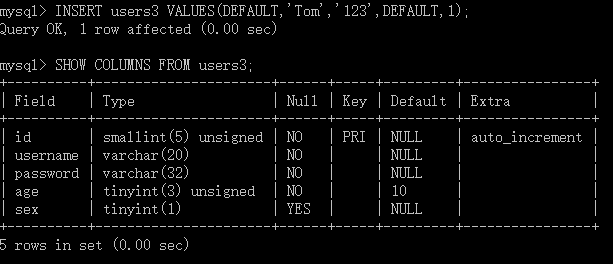 mysql> INSERT users3 VALUES(DEFAULT,'Tom','123',DEFAULT,1);
Query OK, 1 row affected (0.00 sec)
mysql> SHOW COLUMNS FROM users3;
+----------+----------------------+------+-----+---------+----------------+
| Field    | Type                 | Null | Key | Default | Extra          |
+----------+----------------------+------+-----+---------+----------------+
| id       | smallint(5) unsigned | NO   | PRI | NULL    | auto_increment |
| username | varchar(20)          | NO   |     | NULL    |                |
| password | varchar(32)          | NO   |     | NULL    |                |
| age      | tinyint(3) unsigned  | NO   |     | 10      |                |
| sex      | tinyint(1)           | YES  |     | NULL    |                |
+----------+----------------------+------+-----+---------+----------------+
5 rows in set (0.00 sec)